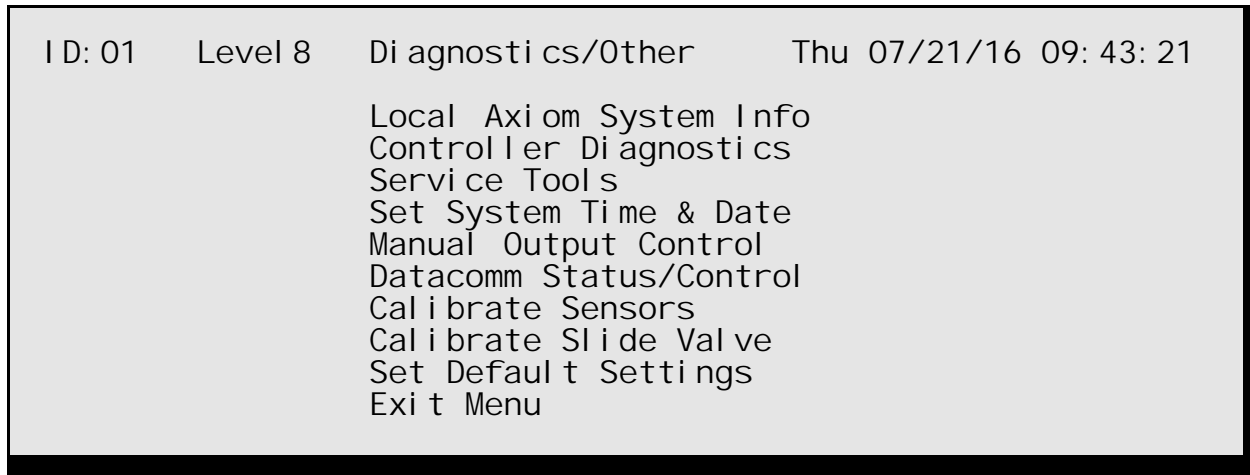 ID:01 Level 8 Diagnostics/Other Thu 07/21/16 09:43:21
Local Axiom System Info
Controller Diagnostics
Service Tools
Set System Time & Date
Manual Output Control
Datacomm Status/Control
Calibrate Sensors
Calibrate Slide Valve
Set Default Settings
Exit Menu